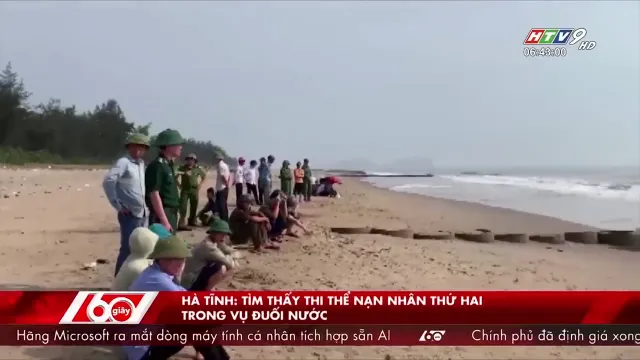 HTV9 HD
06:43:00
HÀ TĨNH: TÌM THẤY THI THỂ NẠN NHÂN THỨ HAI
TRONG VỤ ĐUỐI NƯỚC
60 giây
Hãng Microsoft ra mắt dòng máy tính cá nhân tích hợp sẵn AI 60 Chính phủ đã định giá xong